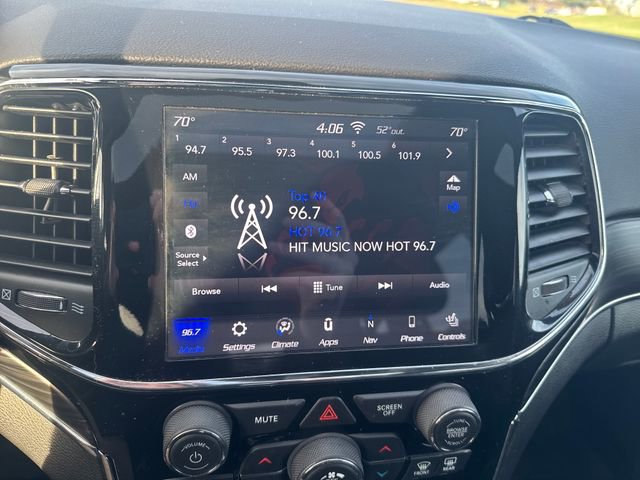 70° 4:06 52°out. 70°
1 2 3 4 5 6
94.7 95.5 97.3 100.1 100.5 101.9
AM
Map
Top 40
96.7
HOT 96.7
HIT MUSIC NOW HOT 96.7
Source
Select
Browse Tune Audio
96.7 N
Media Settings Climate Apps Nav Phone Controls
MUTE SCREEN OFF
VOLUME
BROWSE
ENTER
FRONT REAR